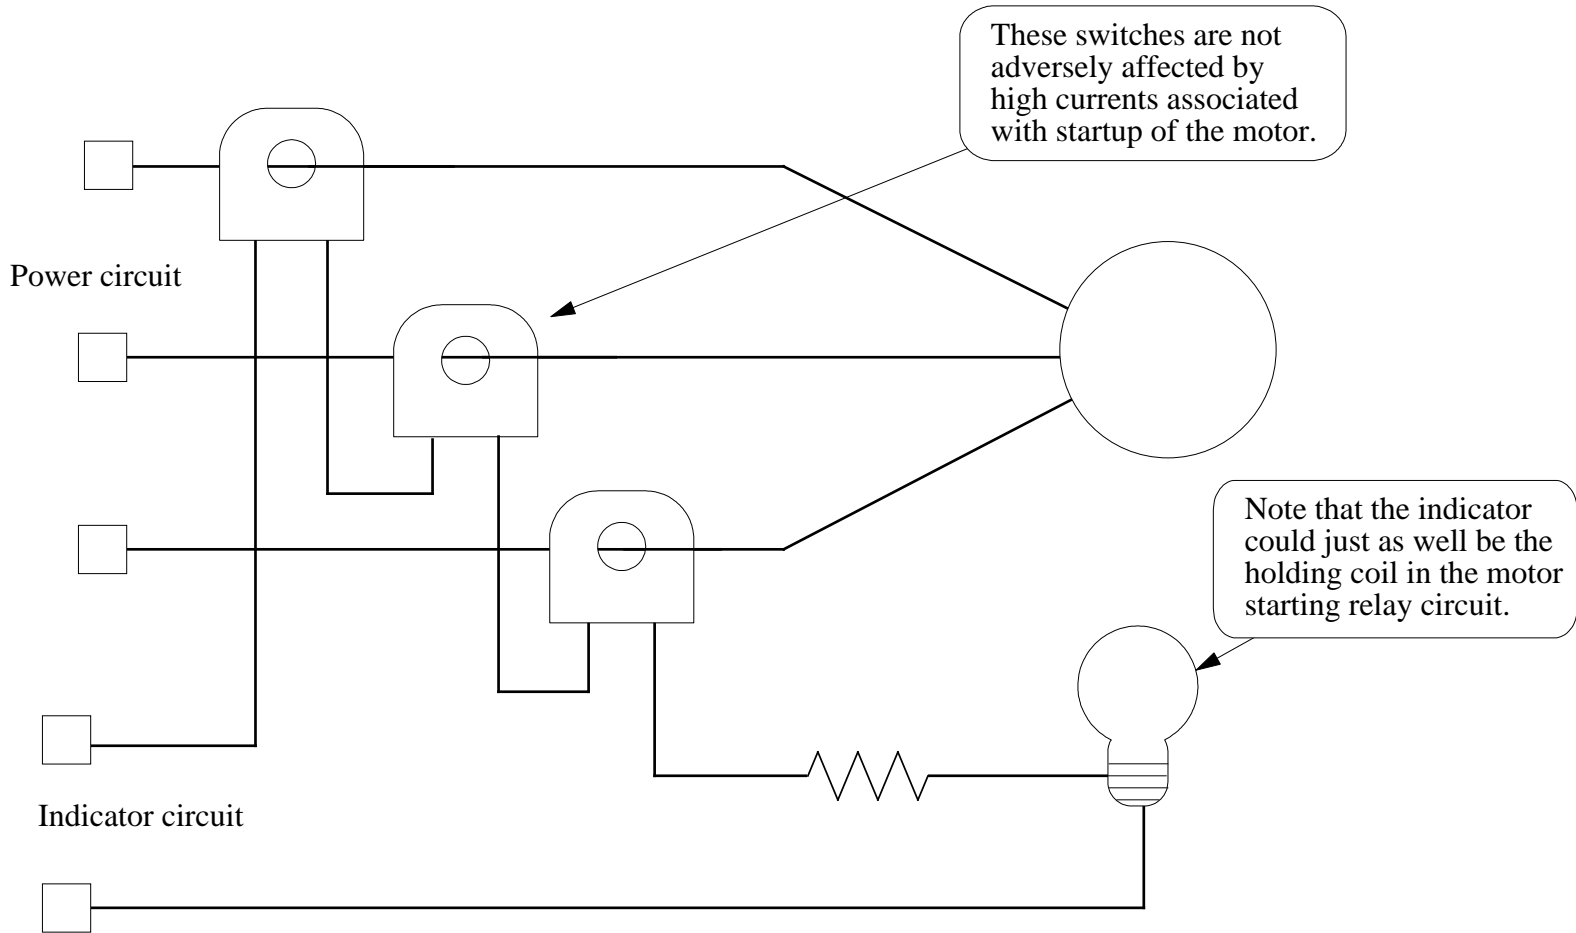 These switches are not
adversely affected by
high currents associated
with startup of the motor.
Power circuit
Note that the indicator
could just as well be the
holding coil in the motor
starting relay circuit.
Indicator circuit